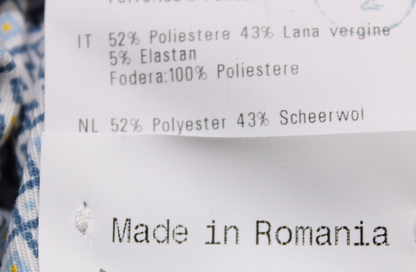 IT 52% Poliestere 43% Lana vergine
5% Elastan
Fodera:100% Poliestere
NL 52% Polyester 43% Scheerwol
Made in Romania